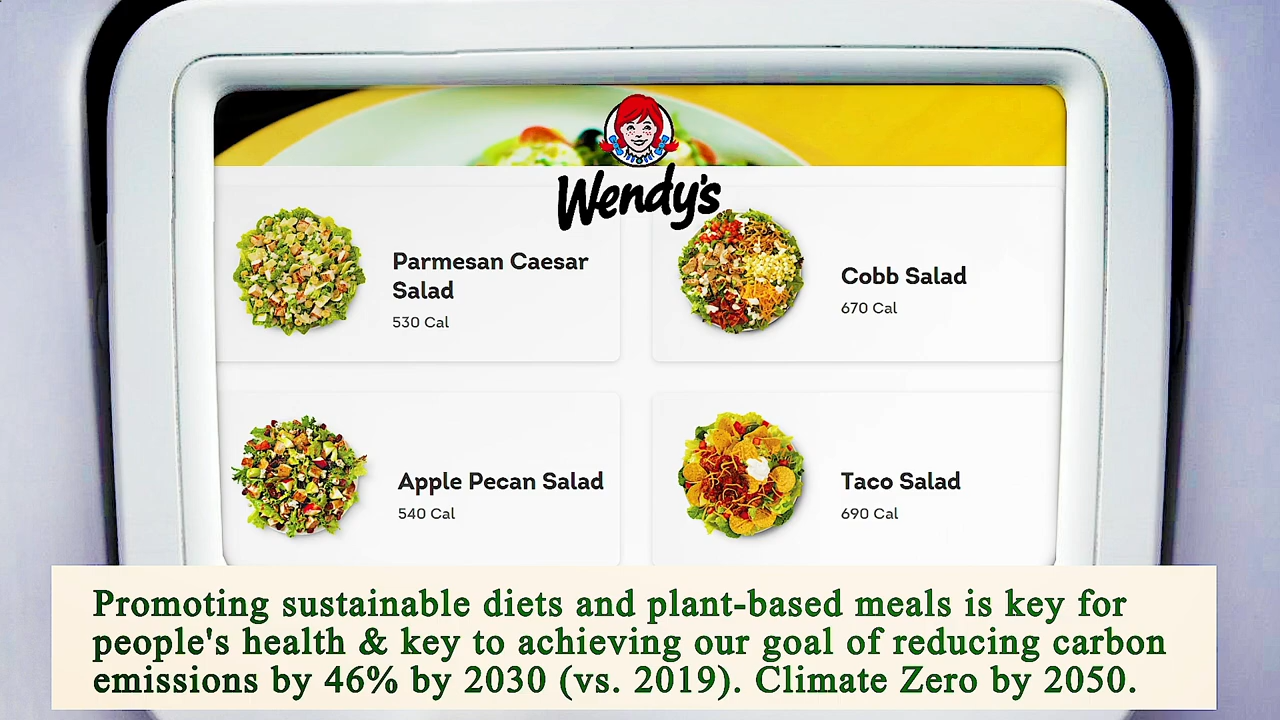 Wendy's
Parmesan Caesar
Salad
530 Cal
Cobb Salad
670 Cal
Apple Pecan Salad
540 Cal
Taco Salad
690 Cal
Promoting sustainable diets and plant-based meals is key for
people's health & key to achieving our goal of reducing carbon
emissions by 46% by 2030 (vs. 2019). Climate Zero by 2050.